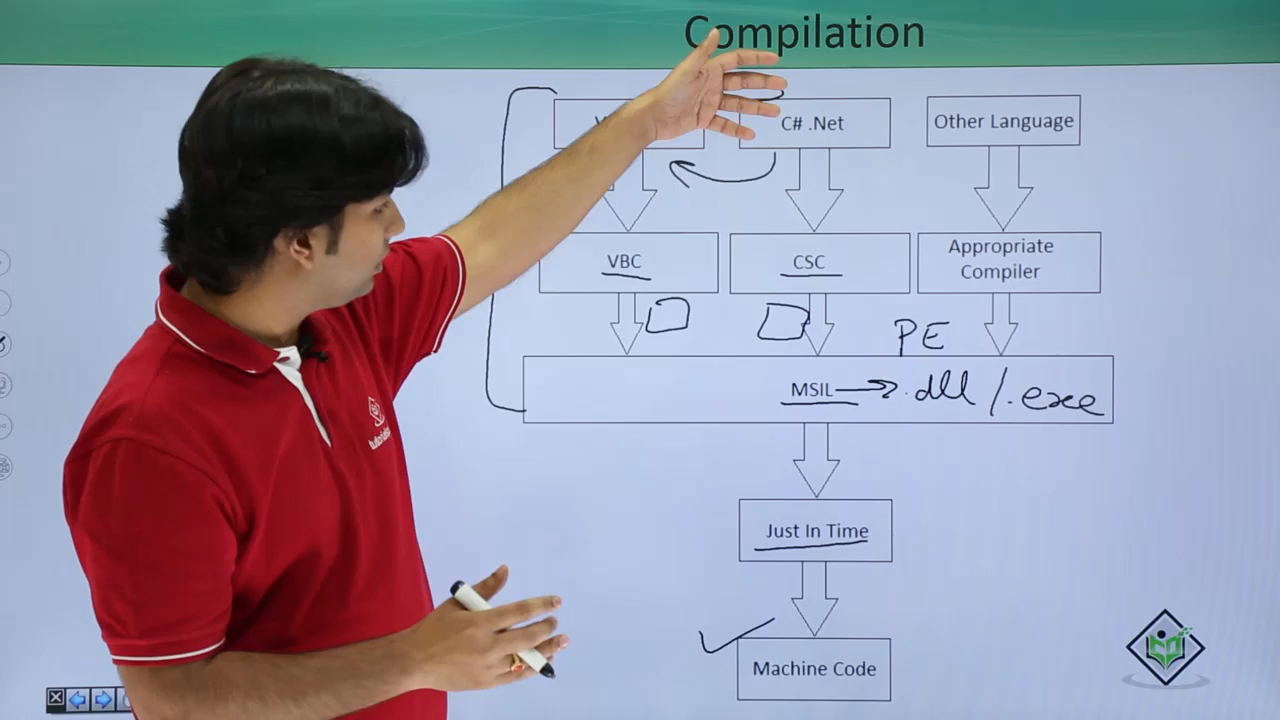 Compilation
C# .Net
Other Language
VBC
CSC
Appropriate
Compiler
PE
MSIL → .dll / .exe
Just In Time
Machine Code